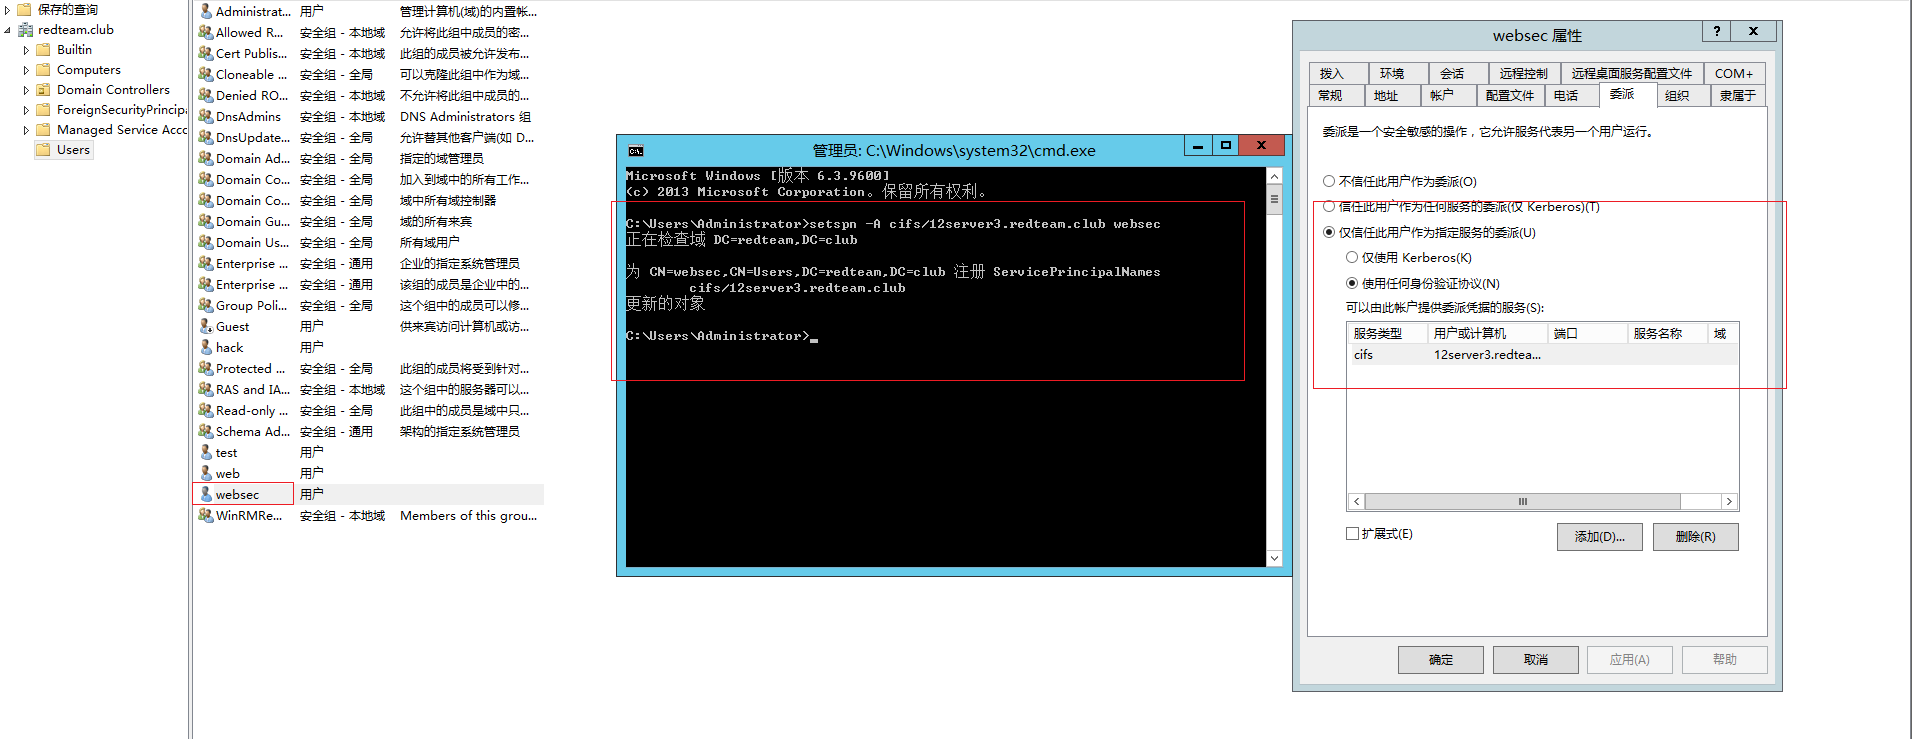 保存的查询
redteam.club
Builtin
Computers
Domain Controllers
ForeignSecurityPrincip
Managed Service Acc
Users
Administrat... 用户 管理计算机(域)的内置帐...
Allowed R... 安全组 - 本地域 允许将此组中成员的密...
Cert Publis... 安全组 - 本地域 此组的成员被允许发布...
Cloneable ... 安全组 - 全局 可以克隆此组中作为域...
Denied RO... 安全组 - 本地域 不允许将此组中成员的...
DnsAdmins 安全组 - 本地域 DNS Administrators 组
DnsUpdate... 安全组 - 全局 允许替其他客户端(如 D...
Domain Ad... 安全组 - 全局 指定的域管理员
Domain Co... 安全组 - 全局 加入到域中的所有工作...
Domain Co... 安全组 - 全局 域中所有域控制器
Domain Gu... 安全组 - 全局 域的所有来宾
Domain Us... 安全组 - 全局 所有域用户
Enterprise ... 安全组 - 通用 企业的指定系统管理员
Enterprise ... 安全组 - 通用 该组的成员是企业中的...
Group Poli... 安全组 - 全局 这个组中的成员可以修...
Guest 用户 供来宾访问计算机或访...
hack 用户
Protected ... 安全组 - 全局 此组的成员将受到针对...
RAS and IA... 安全组 - 本地域 这个组中的服务器可以...
Read-only ... 安全组 - 全局 此组中的成员是域中只...
Schema Ad... 安全组 - 通用 架构的指定系统管理员
test 用户
web 用户
websec 用户
WinRMRe... 安全组 - 本地域 Members of this grou...
管理员: C:\Windows\system32\cmd.exe
Microsoft Windows [版本 6.3.9600]
(c) 2013 Microsoft Corporation。保留所有权利。
C:\Users\Administrator>setspn -A cifs/12server3.redteam.club websec
正在检查域 DC=redteam,DC=club
为 CN=websec,CN=Users,DC=redteam,DC=club 注册 ServicePrincipalNames
cifs/12server3.redteam.club
更新的对象
C:\Users\Administrator>
websec 属性
? x
拨入 环境 会话 远程控制 远程桌面服务配置文件 COM+
常规 地址 帐户 配置文件 电话 委派 组织 隶属于
委派是一个安全敏感的操作，它允许服务代表另一个用户运行。
不信任此用户作为委派(O)
信任此用户作为任何服务的委派(仅 Kerberos)(T)
仅信任此用户作为指定服务的委派(U)
仅使用 Kerberos(K)
使用任何身份验证协议(N)
可以由此帐户提供委派凭据的服务(S):
服务类型 用户或计算机 端口 服务名称 域
cifs 12server3.redtea...
扩展式(E)
添加(D)... 删除(R)
确定 取消 应用(A) 帮助